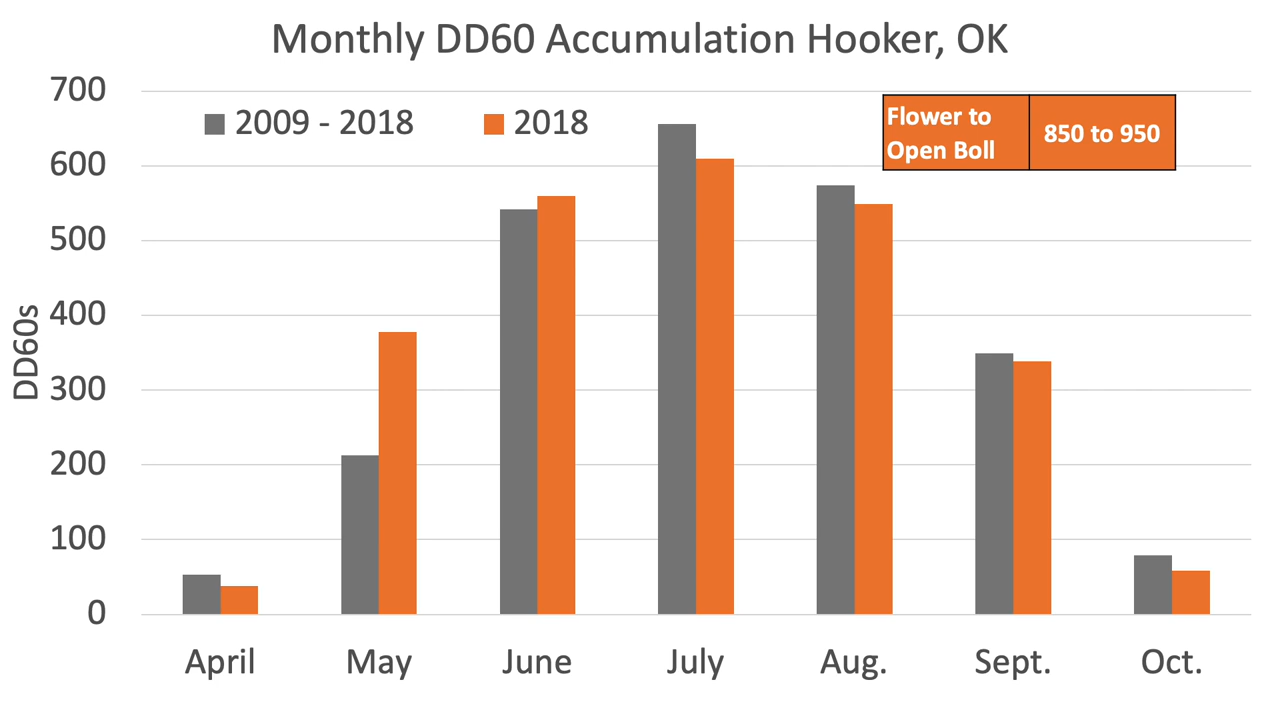 Monthly DD60 Accumulation Hooker, OK
700
600
500
400
300
200
100
0
DD60s
2009 - 2018
2018
Flower to
Open Boll
850 to 950
April
May
June
July
Aug.
Sept.
Oct.